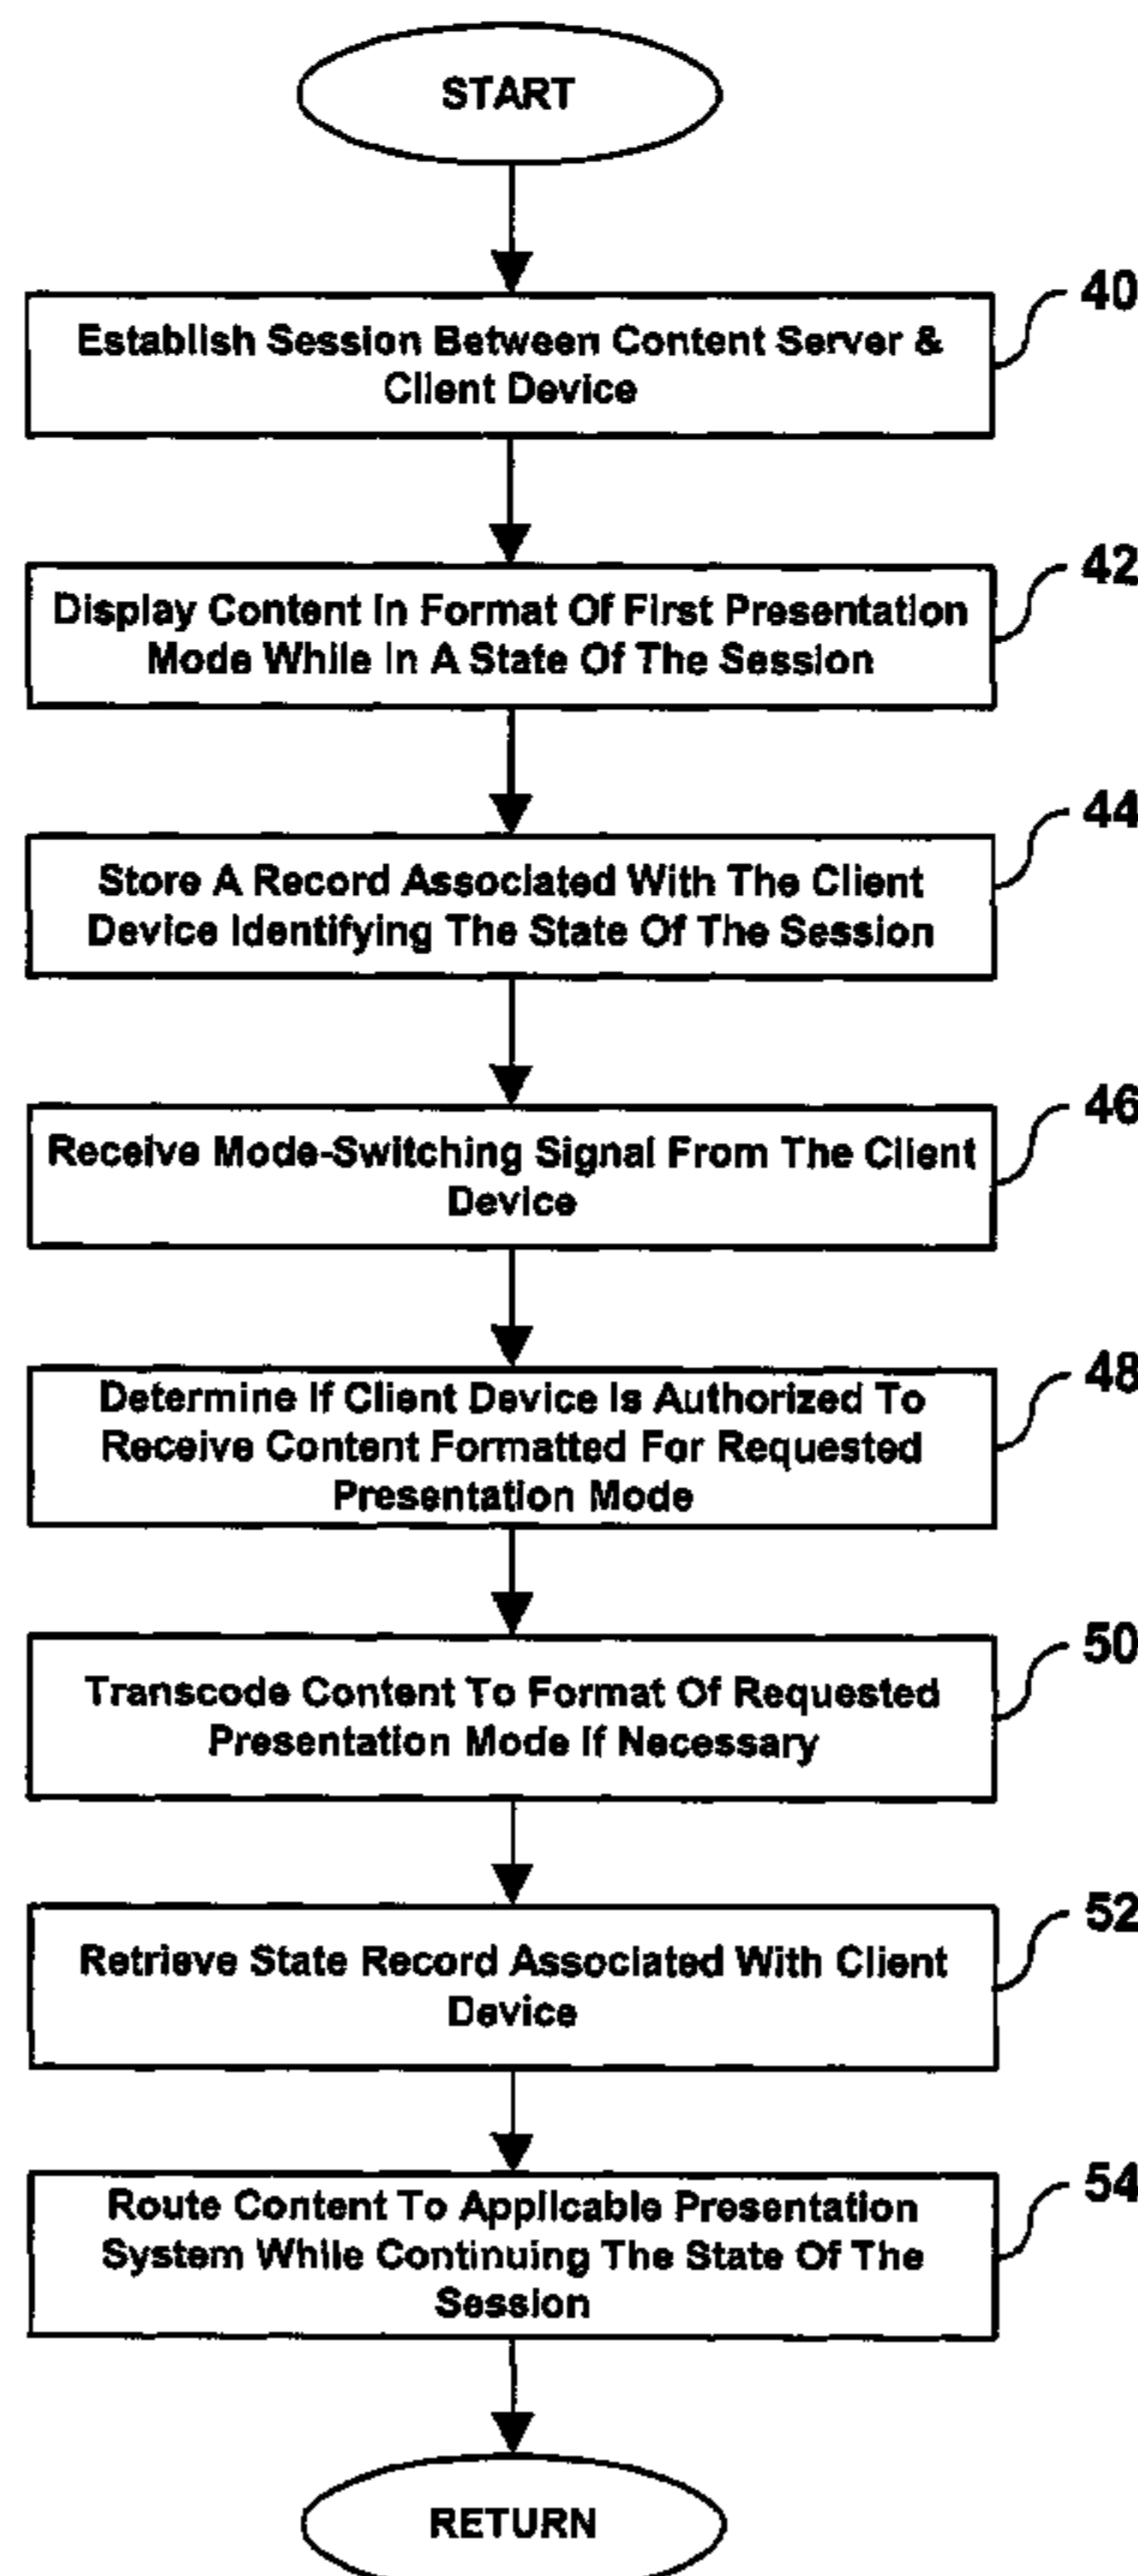 START
40
Establish Session Between Content Server &
Client Device
42
Display Content In Format Of First Presentation
Mode While In A State Of The Session
44
Store A Record Associated With The Client
Device Identifying The State Of The Session
46
Receive Mode-Switching Signal From The Client
Device
48
Determine If Client Device Is Authorized To
Receive Content Formatted For Requested
Presentation Mode
50
Transcode Content To Format Of Requested
Presentation Mode If Necessary
52
Retrieve State Record Associated With Client
Device
54
Route Content To Applicable Presentation
System While Continuing The State Of The
Session
RETURN